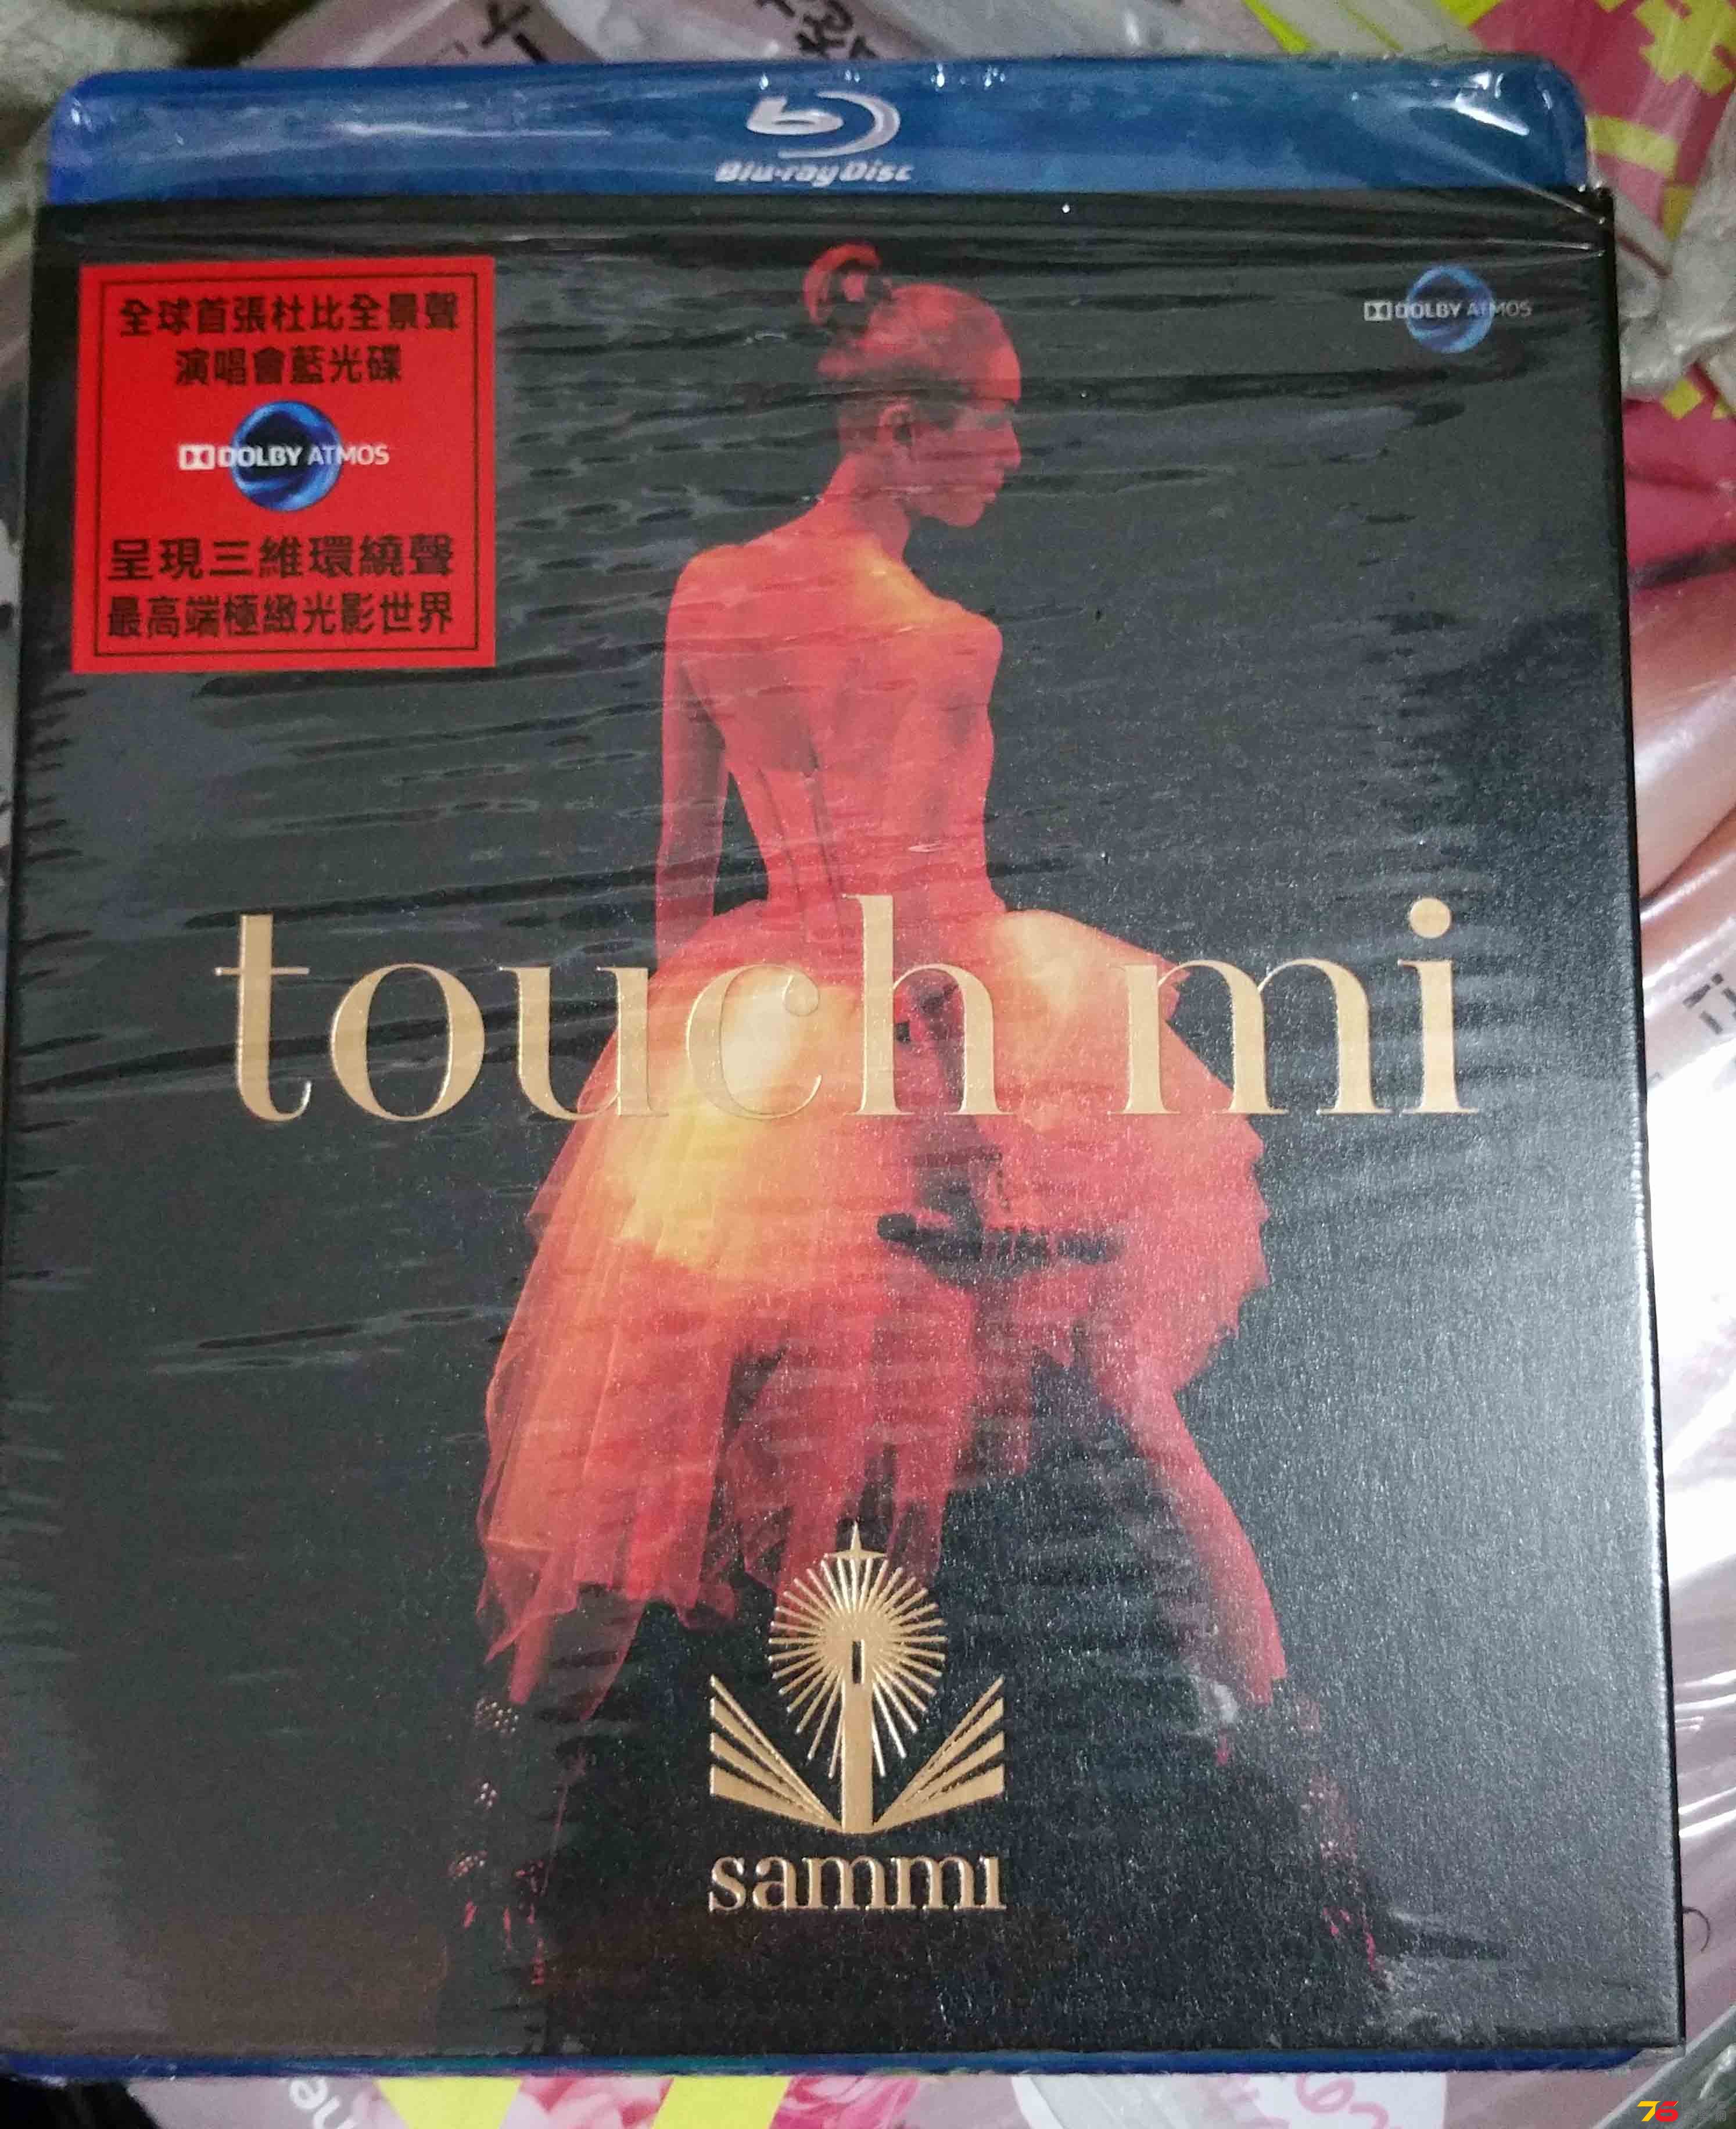 Blu-ray Disc
全球首張杜比全景聲
演唱會藍光碟
DOLBY ATMOS
呈現三維環繞聲
最高端極緻光影世界
DOLBY ATMOS
touch mi
sammi
76